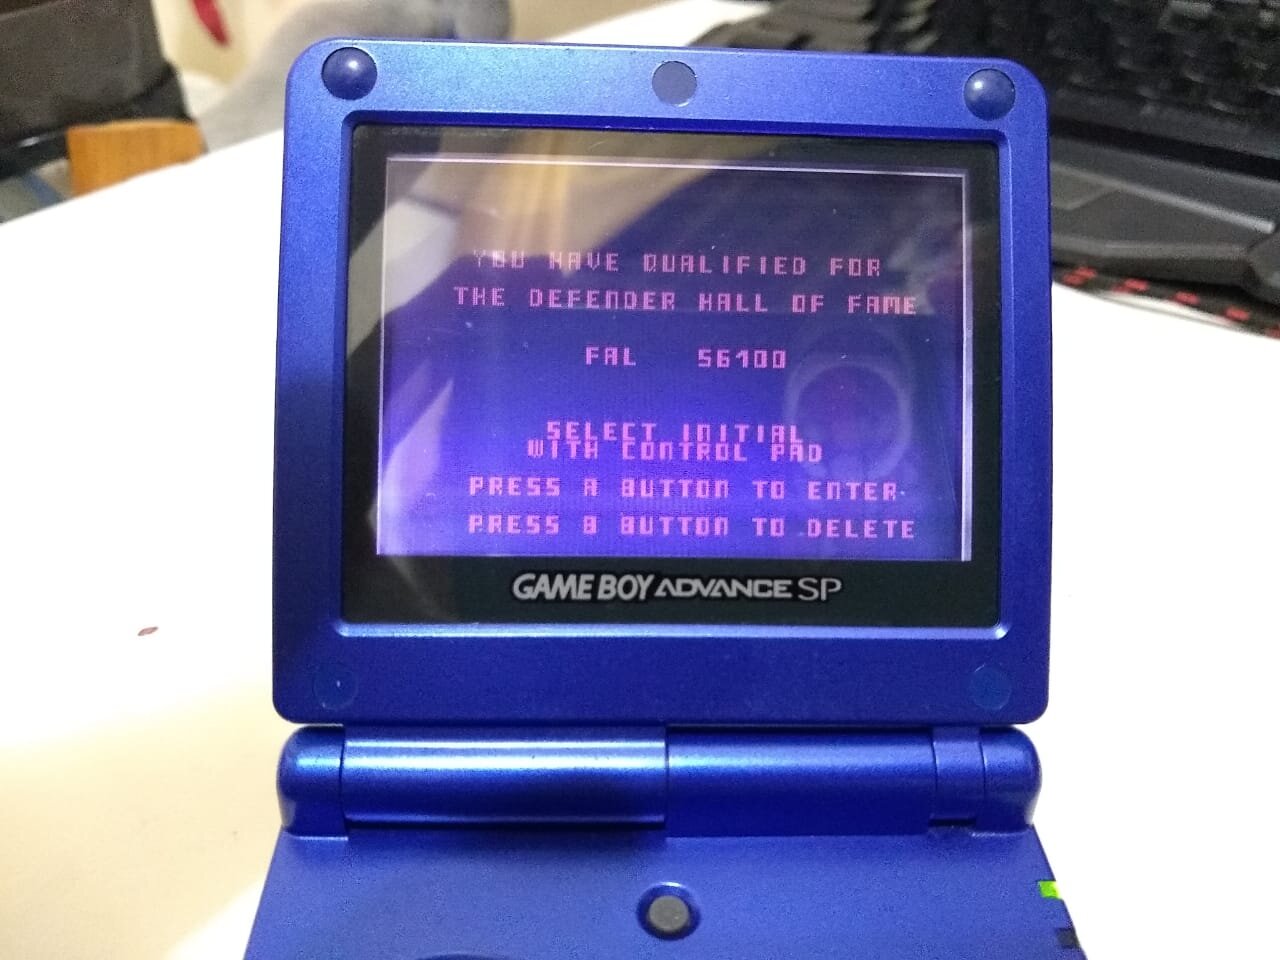 YOU HAVE QUALIFIED FOR
THE DEFENDER HALL OF FAME
FAL 56100
SELECT INITIAL
WITH CONTROL PAD
PRESS A BUTTON TO ENTER
PRESS B BUTTON TO DELETE
GAME BOY ADVANCE SP